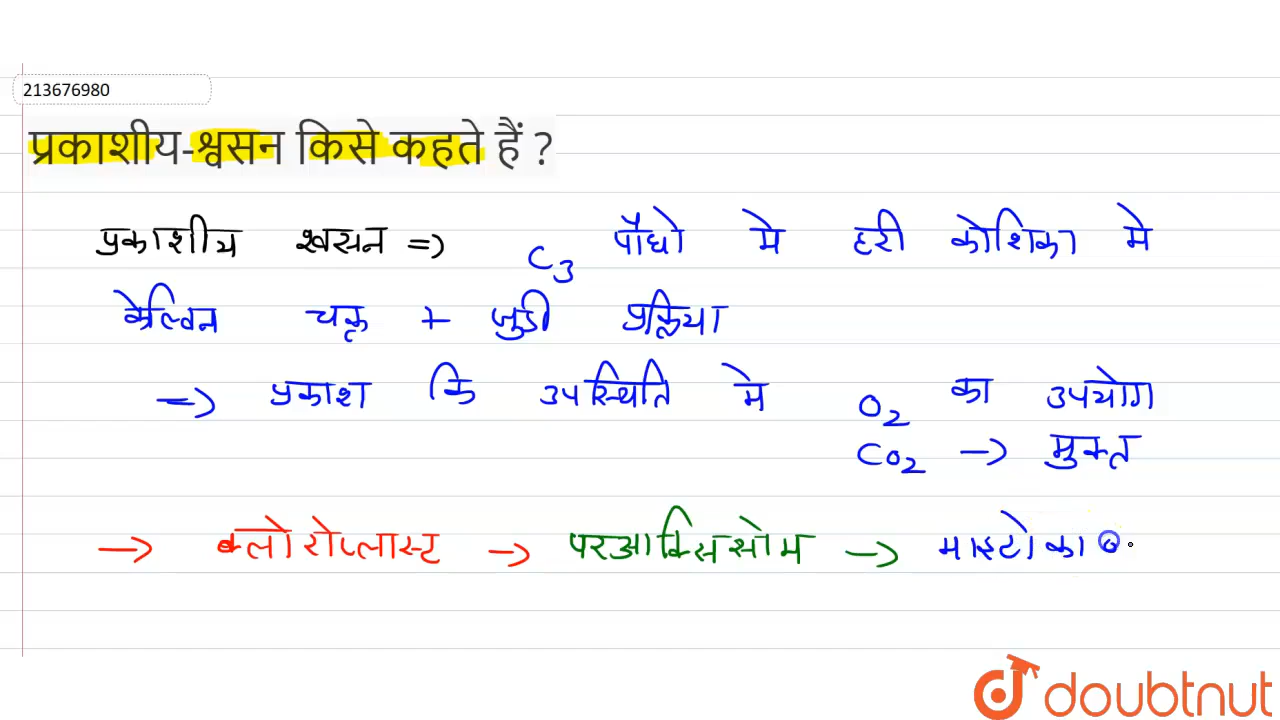 213676980
प्रकाशीय-श्वसन किसे कहते हैं ?
प्रकाशीय श्वसन => C3 पौधो मे हरी कोशिका मे
केल्विन चक्र + जुडी प्रक्रिया
=> प्रकाश कि उपस्थिति मे O2 का उपयोग
CO2 -> मुक्त
-> क्लोरोप्लास्ट -> परआक्सिसोम -> माइटोका
doubtnut